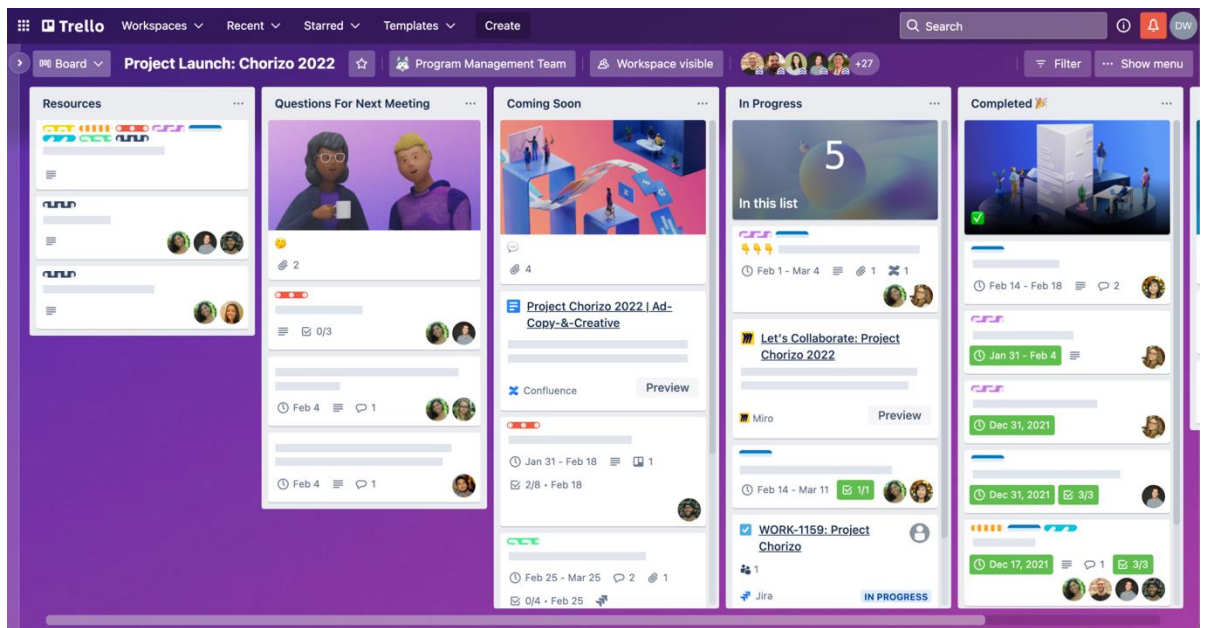 Trello Workspaces Recent Starred Templates Create Search DW
Board Project Launch: Chorizo 2022 Program Management Team Workspace visible +27 Filter Show menu
Resources
Questions For Next Meeting
2
0/3
Feb 4 1
Feb 4 1
Coming Soon
4
Project Chorizo 2022 | Ad-
Copy-&-Creative
Confluence Preview
Jan 31 - Feb 18 1
2/8 • Feb 18
Feb 25 - Mar 25 2 1
0/4 • Feb 25
In Progress
5
In this list
Feb 1 - Mar 4 1 1
Let's Collaborate: Project
Chorizo 2022
Miro Preview
Feb 14 - Mar 11 1/1
WORK-1159: Project
Chorizo
1
Jira IN PROGRESS
Completed 🎉
Feb 14 - Feb 18 2
Jan 31 - Feb 4
Dec 31, 2021
Dec 31, 2021 3/3
Dec 17, 2021 1 3/3